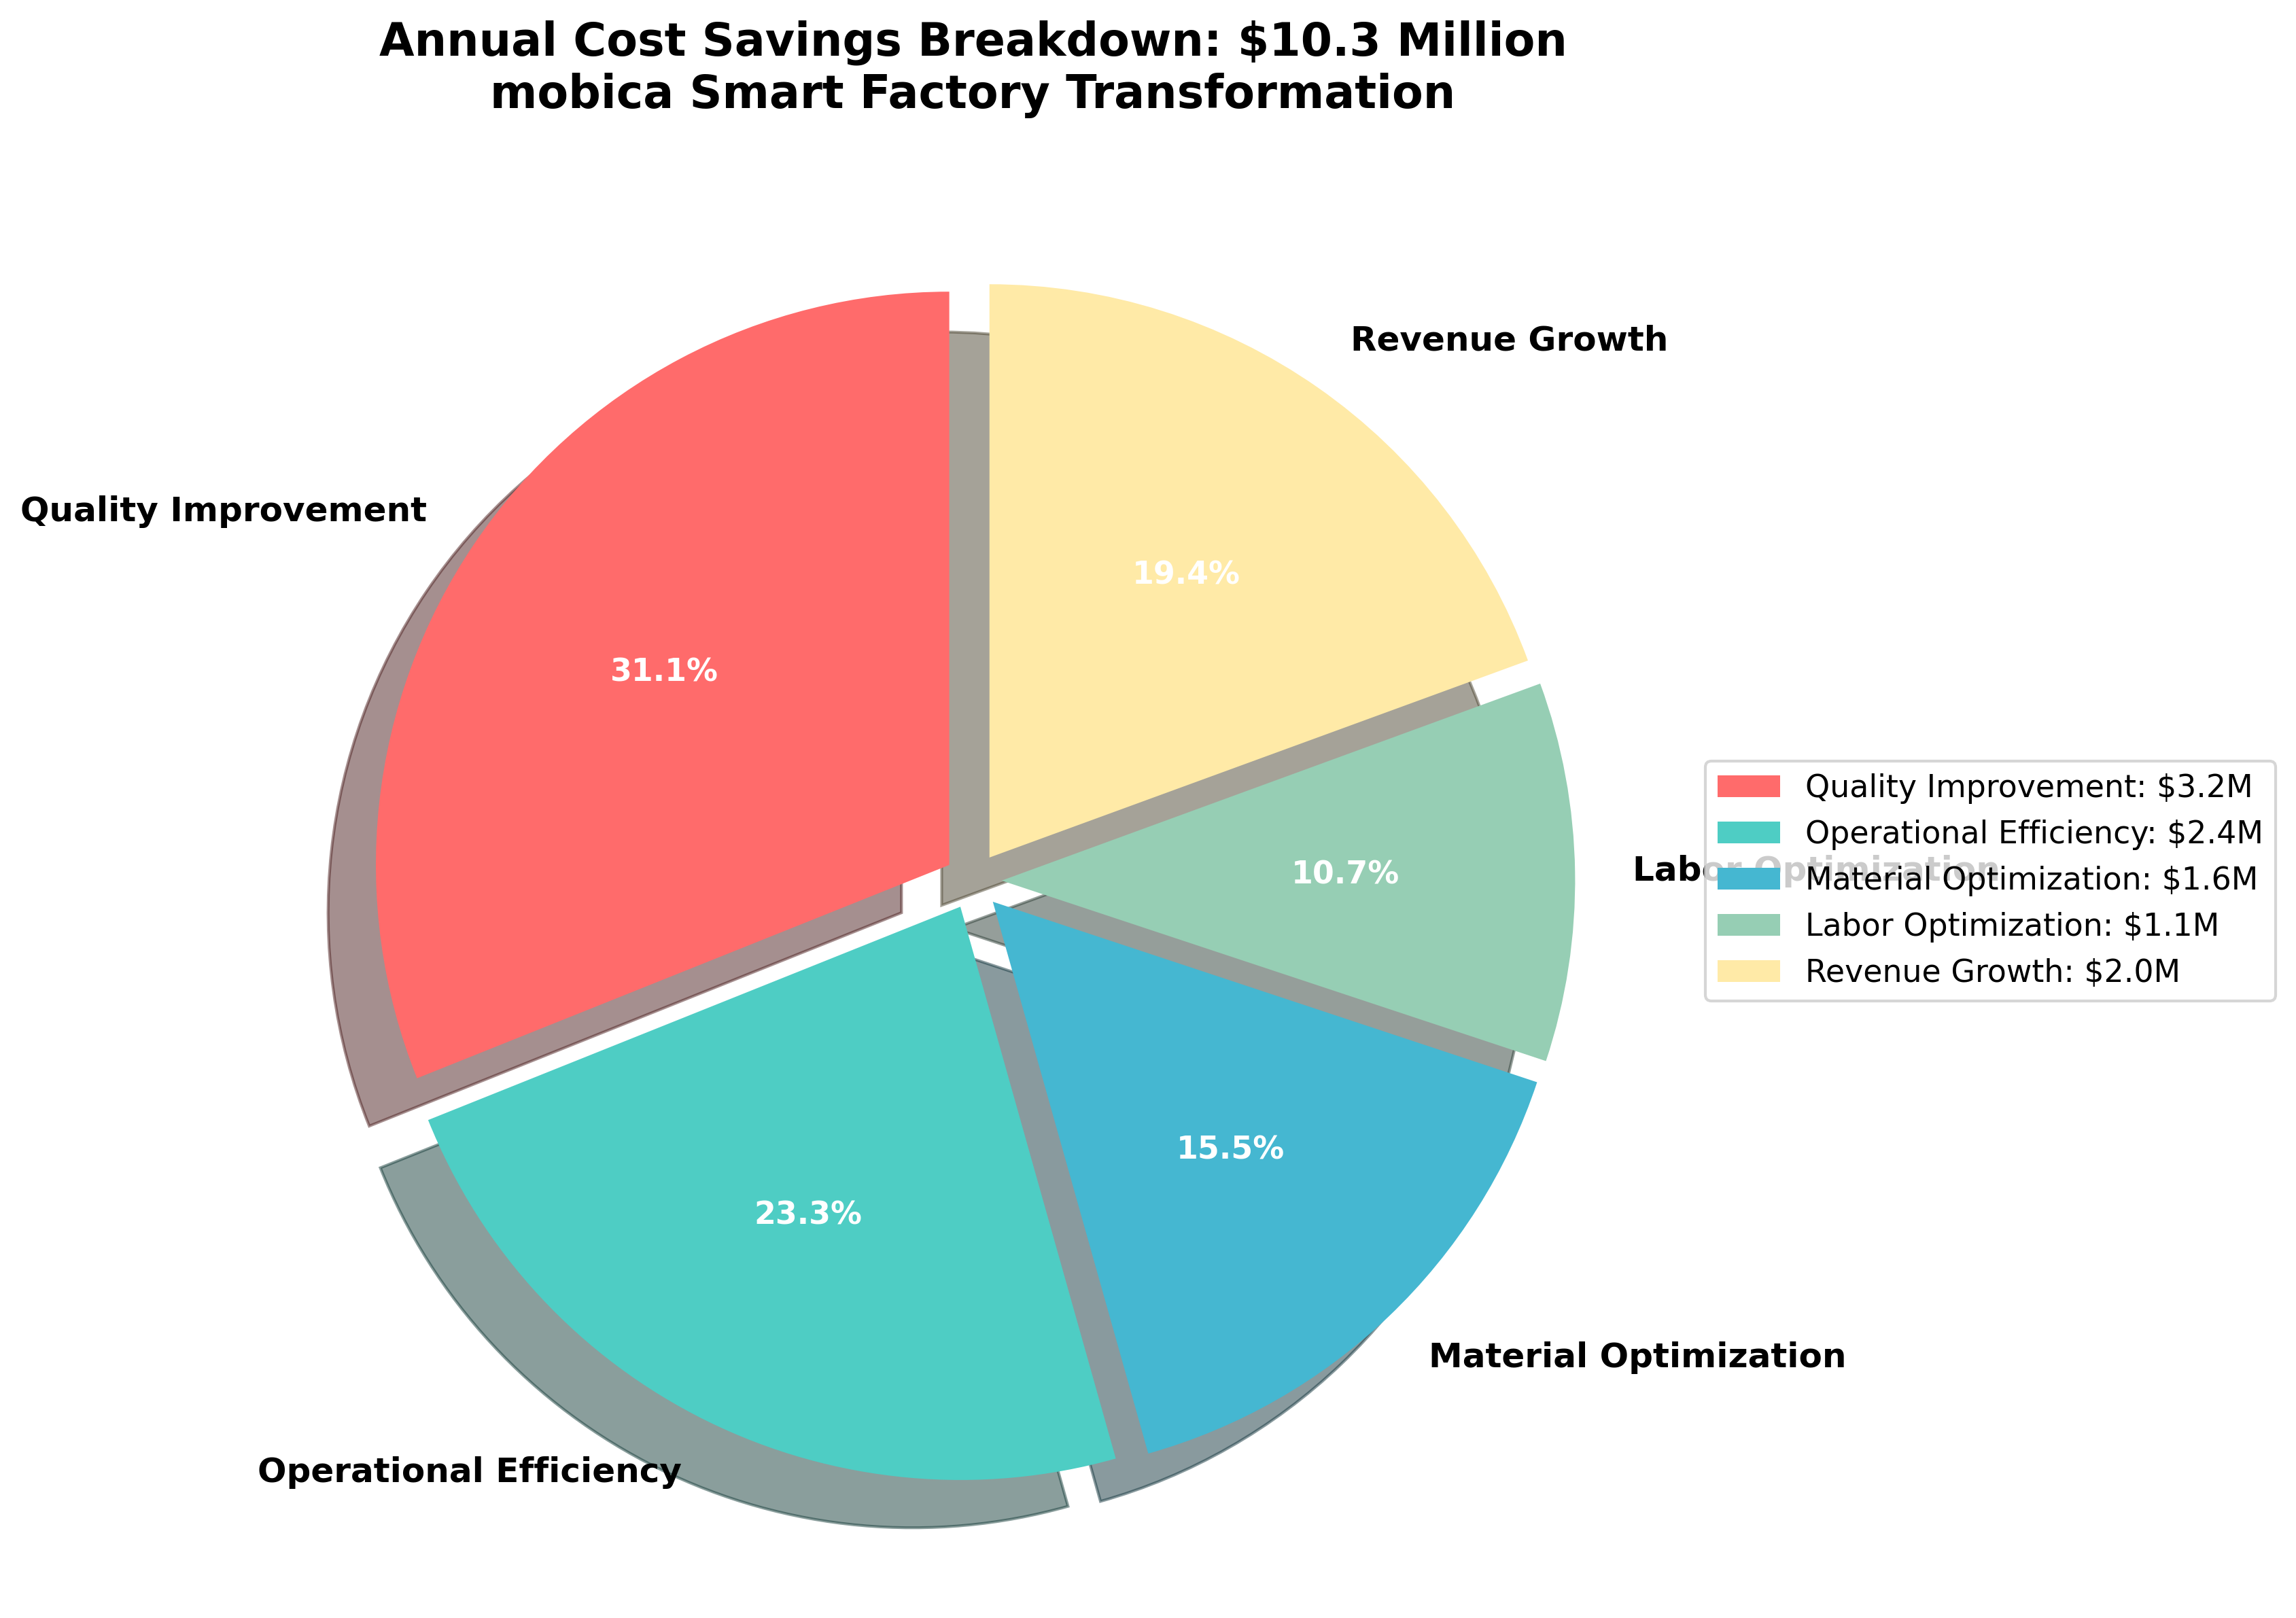 Annual Cost Savings Breakdown: $10.3 Million
mobica Smart Factory Transformation
Revenue Growth
Quality Improvement
19.4%
31.1%
Quality Improvement: $3.2M
Operational Efficiency: $2.4M
Labor Optimization
10.7%
Material Optimization: $1.6M
Labor Optimization: $1.1M
Revenue Growth: $2.0M
15.5%
23.3%
Material Optimization
Operational Efficiency